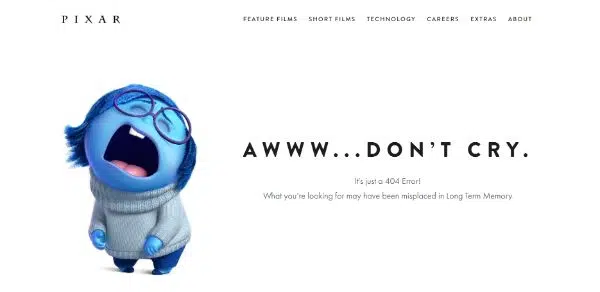 PIXAR
FEATURE FILMS SHORT FILMS TECHNOLOGY CAREERS EXTRAS ABOUT
AWWW...DON'T CRY.
It's just a 404 Error!
What you're looking for may have been misplaced in Long Term Memory.